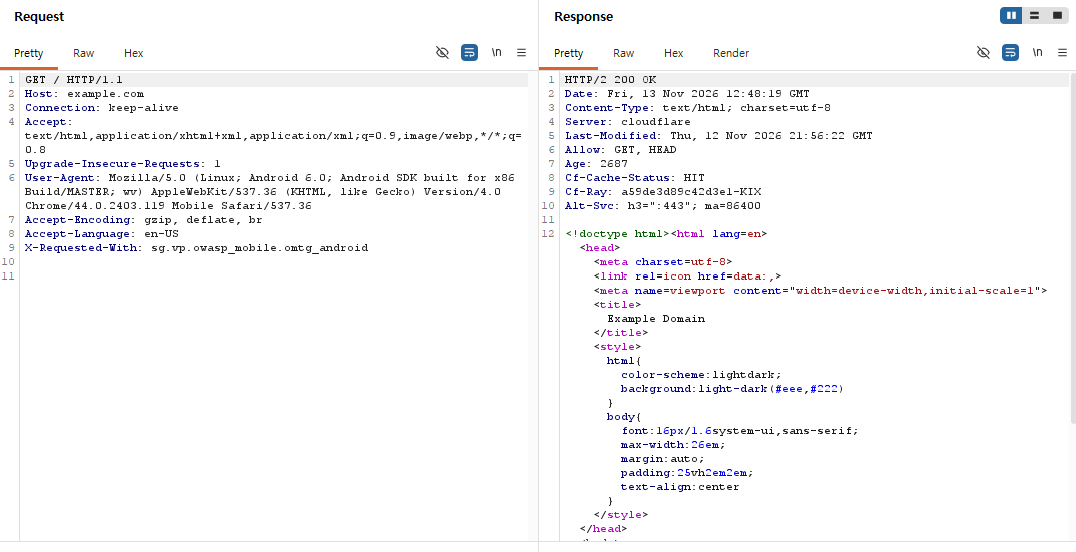 Request
Pretty Raw Hex \n
1 GET / HTTP/1.1
2 Host: example.com
3 Connection: keep-alive
4 Accept:
text/html,application/xhtml+xml,application/xml;q=0.9,image/webp,*/*;q=
0.8
5 Upgrade-Insecure-Requests: 1
6 User-Agent: Mozilla/5.0 (Linux; Android 6.0; Android SDK built for x86
Build/MASTER; wv) AppleWebKit/537.36 (KHTML, like Gecko) Version/4.0
Chrome/44.0.2403.119 Mobile Safari/537.36
7 Accept-Encoding: gzip, deflate, br
8 Accept-Language: en-US
9 X-Requested-With: sg.vp.owasp_mobile.omtg_android
10
11
Response
Pretty Raw Hex Render \n
1 HTTP/2 200 OK
2 Date: Fri, 13 Nov 2026 12:48:19 GMT
3 Content-Type: text/html; charset=utf-8
4 Server: cloudflare
5 Last-Modified: Thu, 12 Nov 2026 21:56:22 GMT
6 Allow: GET, HEAD
7 Age: 2687
8 Cf-Cache-Status: HIT
9 Cf-Ray: a59de3d89c42d3e1-KIX
10 Alt-Svc: h3=":443"; ma=86400
11
12 <!doctype html><html lang=en>
<head>
<meta charset=utf-8>
<link rel=icon href=data:,>
<meta name=viewport content="width=device-width,initial-scale=1">
<title>
Example Domain
</title>
<style>
html{
color-scheme:lightdark;
background:light-dark(#eee,#222)
}
body{
font:16px/1.6system-ui,sans-serif;
max-width:26em;
margin:auto;
padding:25vh2em2em;
text-align:center
}
</style>
</head>